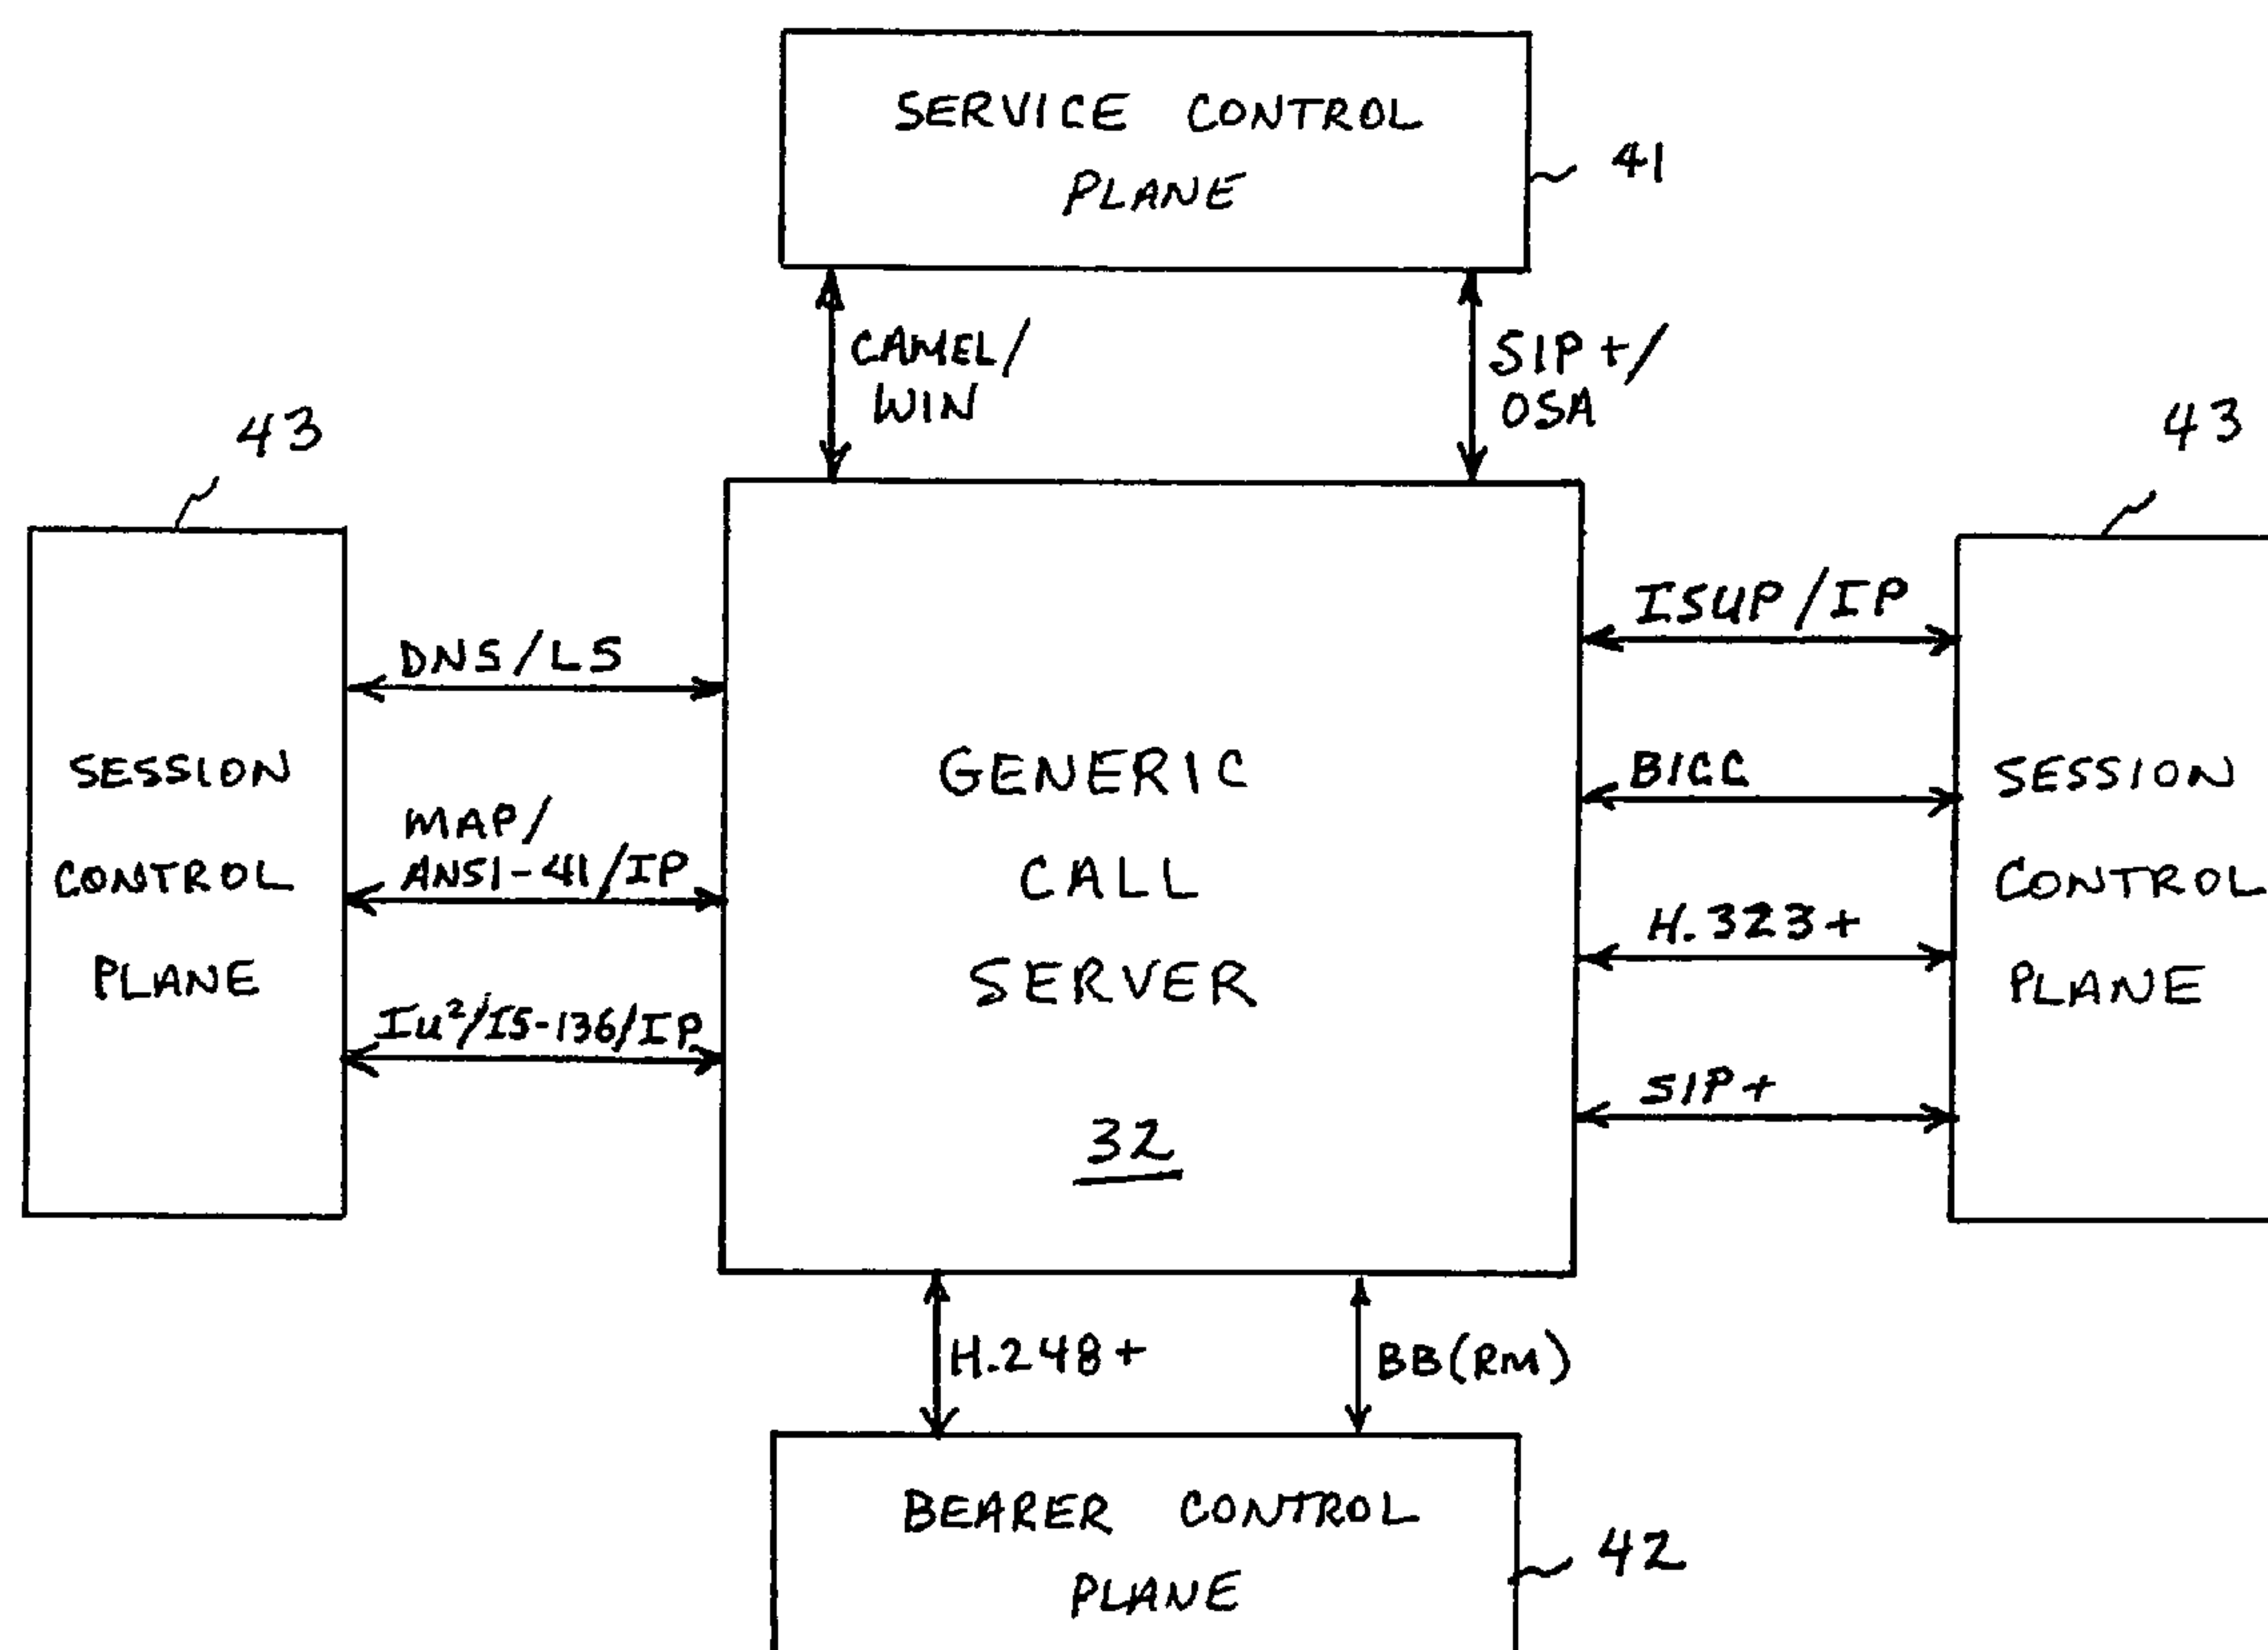 SERVICE CONTROL
PLANE
41
CAMEL/
WIN
SIP+/
OSA
43
43
SESSION
CONTROL
PLANE
DNS/LS
MAP/
ANSI-41/IP
Iu²/IS-136/IP
GENERIC
CALL
SERVER
32
ISUP/IP
BICC
H.323+
SIP+
SESSION
CONTROL
PLANE
H.248+
BB(RM)
BEARER CONTROL
PLANE
42